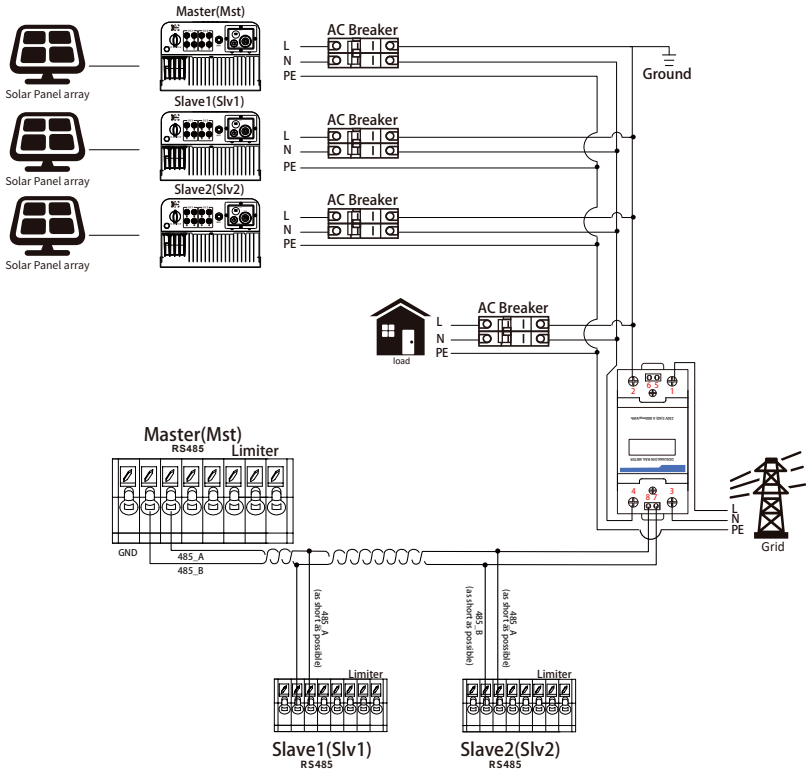 Master(Mst)
AC Breaker
L
N
PE
Ground
Solar Panel array
Slave1(Slv1)
AC Breaker
L
N
PE
Solar Panel array
Slave2(Slv2)
AC Breaker
L
N
PE
Solar Panel array
AC Breaker
L
N
PE
load
2
6 5
1
4
8 7
3
L
N
PE
Grid
Master(Mst)
RS485
Limiter
GND
485_A
485_B
485_A
(as short as possible)
485_B
(as short as possible)
485_A
(as short as possible)
Limiter
Limiter
Slave1(Slv1)
RS485
Slave2(Slv2)
RS485